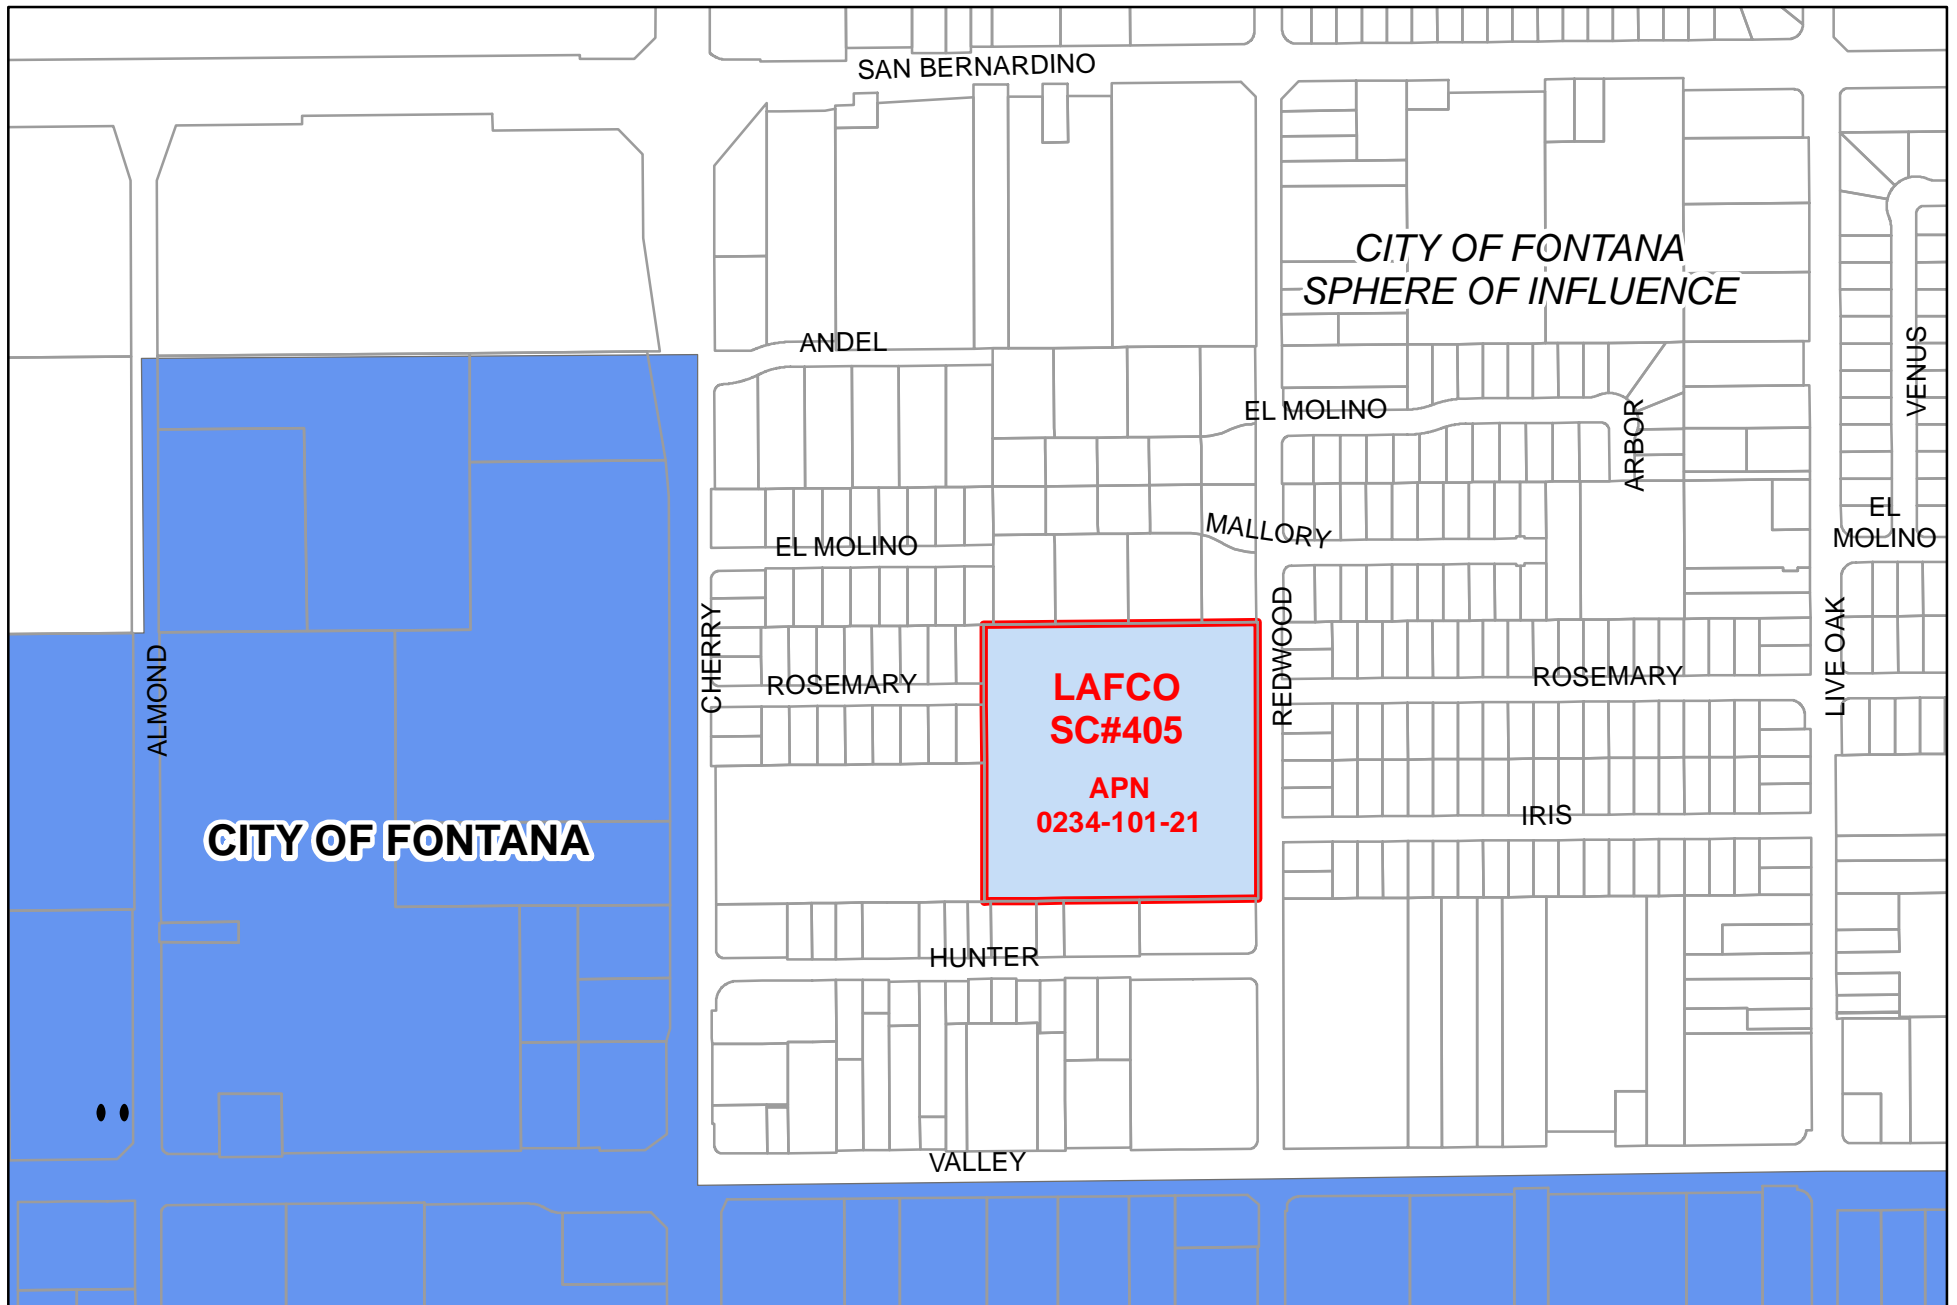 SAN BERNARDINO
CITY OF FONTANA
SPHERE OF INFLUENCE
ANDEL
VENUS
EL MOLINO
ARBOR
EL
MOLINO
MALLORY
EL MOLINO
CHERRY
REDWOOD
LIVE OAK
ALMOND
ROSEMARY
LAFCO
SC#405
APN
0234-101-21
ROSEMARY
IRIS
CITY OF FONTANA
HUNTER
VALLEY